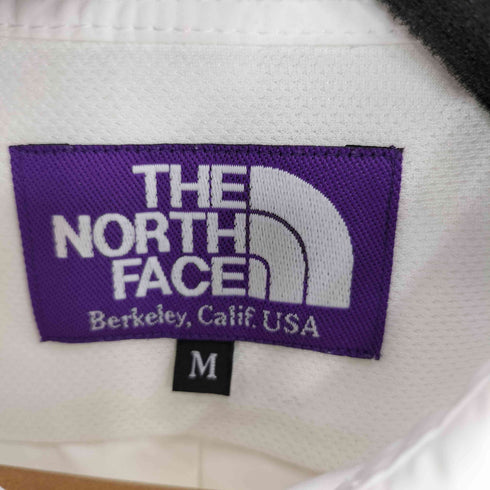 THE
NORTH
FACE
Berkeley, Calif. USA
M